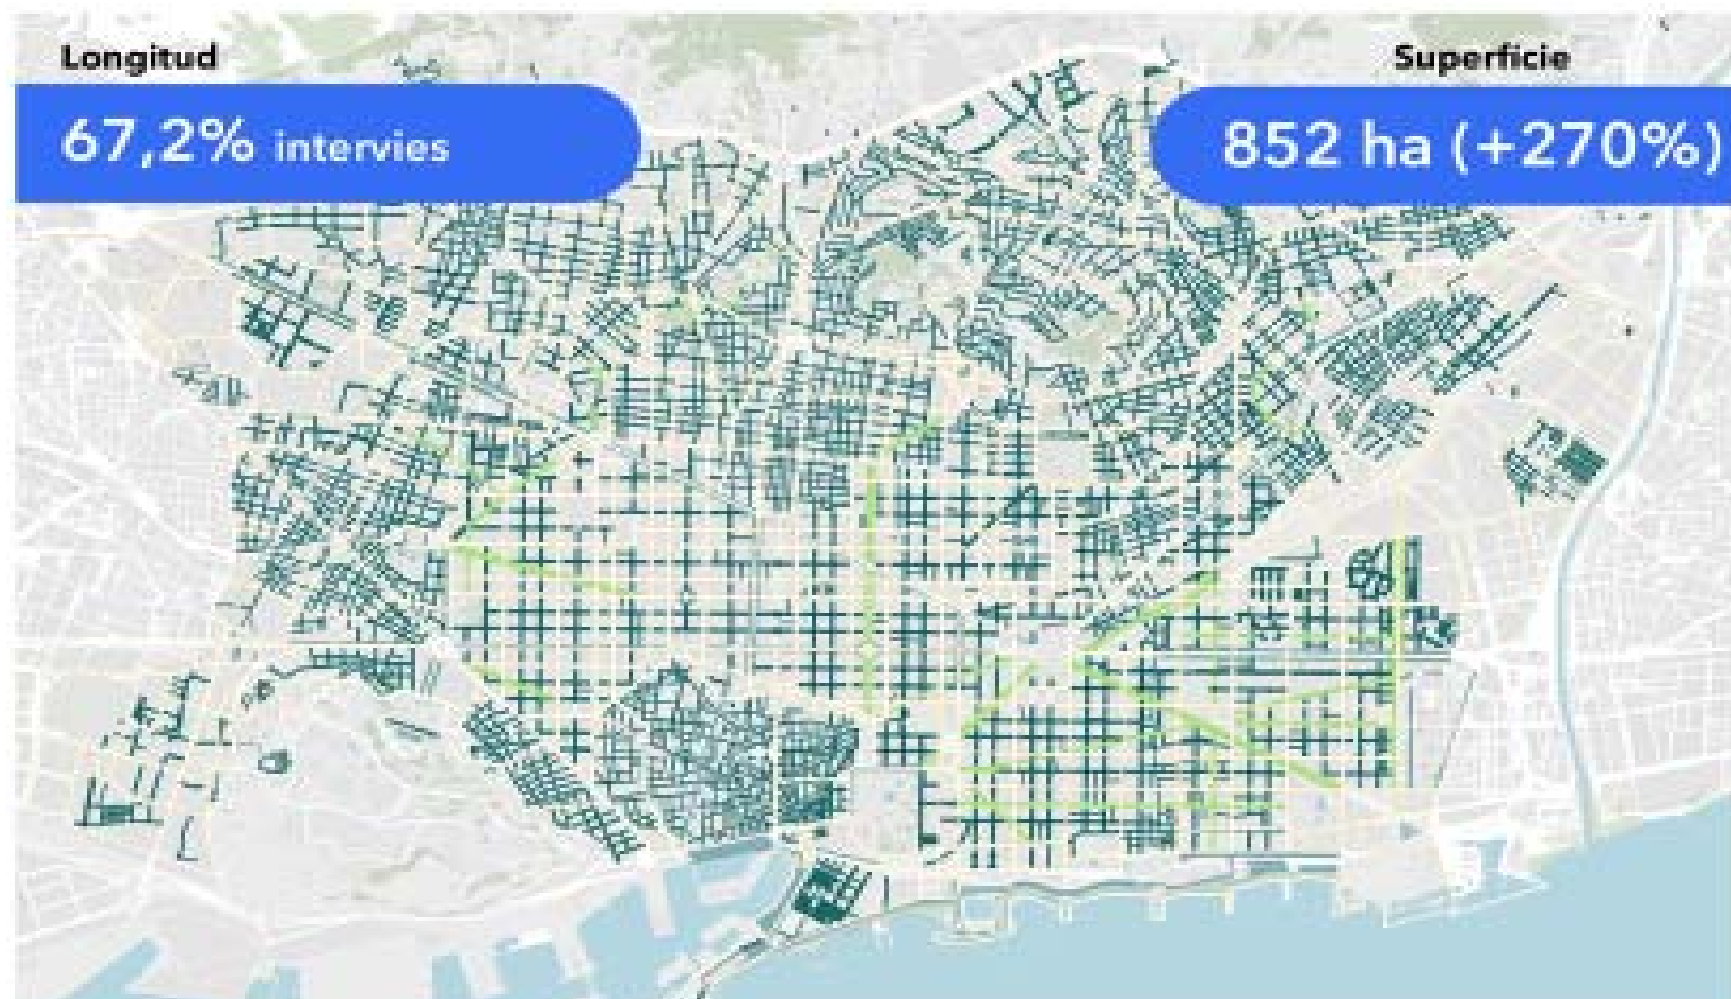 Longitud
67,2% intervies
Superfície
852 ha (+270%)